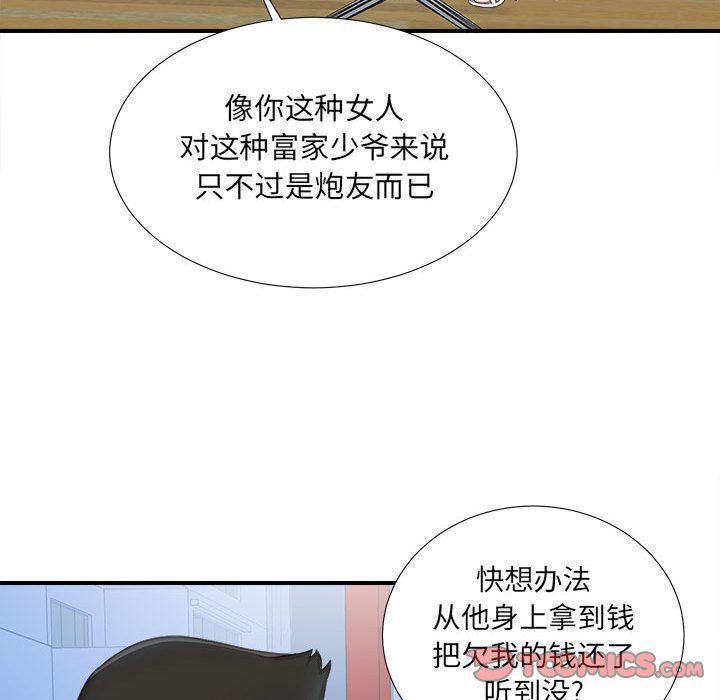 像你这种女人
对这种富家少爷来说
只不过是炮友而已
快想办法
从他身上拿到钱
把欠我的钱还了
听到没?
TOOMICS.COM